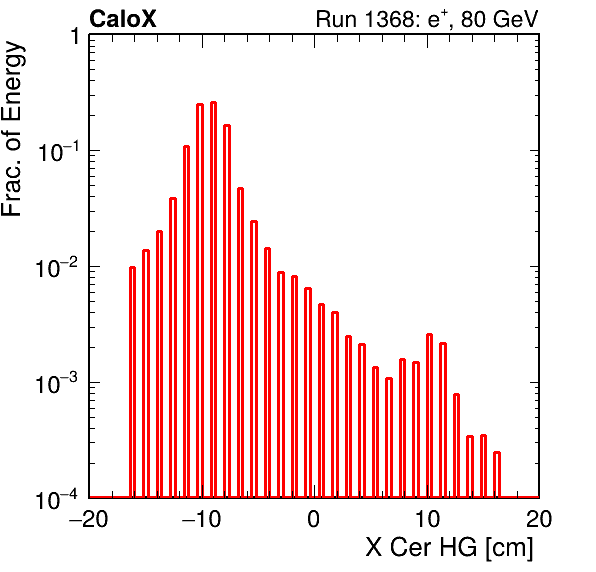 CaloX Run 1368: e⁺, 80 GeV
Frac. of Energy
1
10⁻¹
10⁻²
10⁻³
10⁻⁴
−20 −10 0 10 20
X Cer HG [cm]